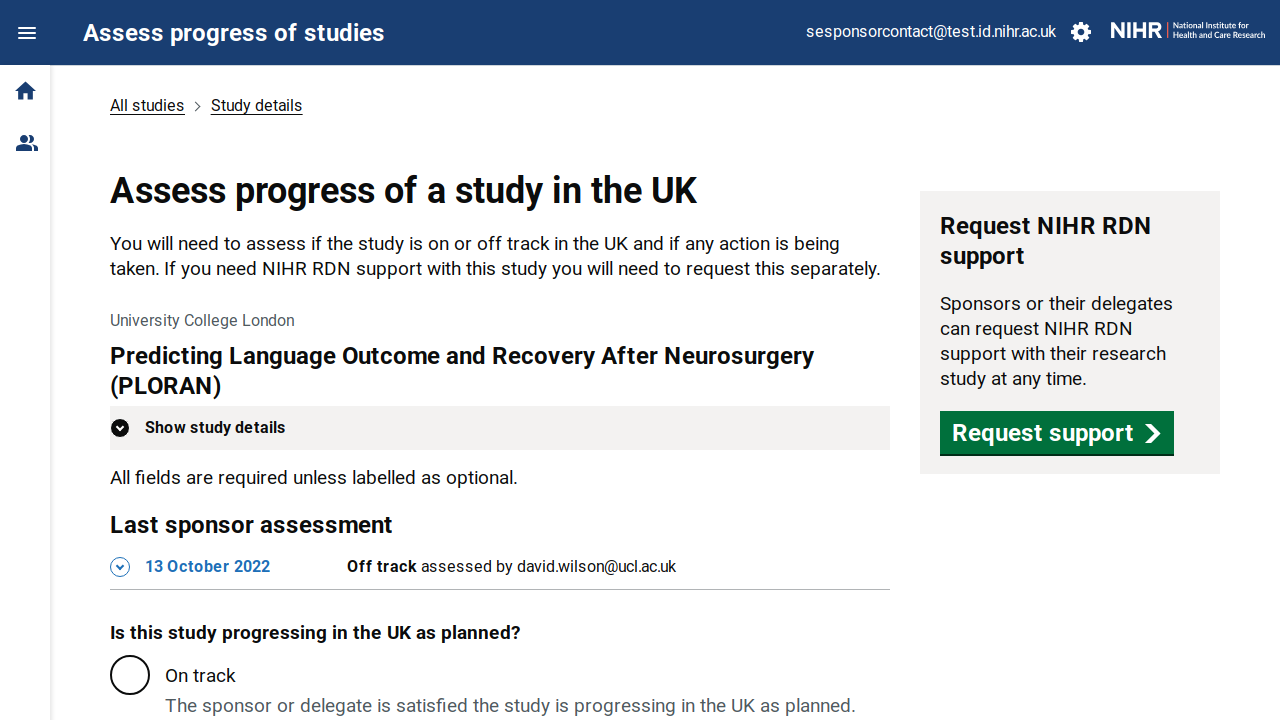 Assess progress of studies
sesponsorcontact@test.id.nihr.ac.uk
NIHR | National Institute for
Health and Care Research
All studies
Study details
Assess progress of a study in the UK
You will need to assess if the study is on or off track in the UK and if any action is being
taken. If you need NIHR RDN support with this study you will need to request this separately.
University College London
Predicting Language Outcome and Recovery After Neurosurgery
(PLORAN)
Show study details
All fields are required unless labelled as optional.
Last sponsor assessment
13 October 2022
Off track assessed by david.wilson@ucl.ac.uk
Is this study progressing in the UK as planned?
On track
The sponsor or delegate is satisfied the study is progressing in the UK as planned.
Request NIHR RDN
support
Sponsors or their delegates
can request NIHR RDN
support with their research
study at any time.
Request support